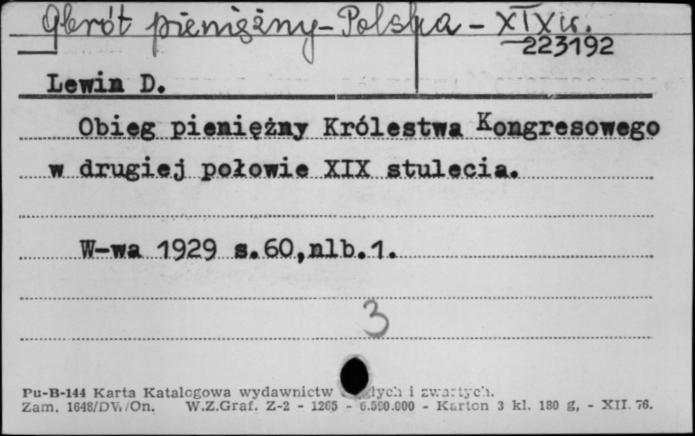 Obrót pieniężny - Polska - XIX w.
223192
Lewin D.
Obieg pieniężny Królestwa Kongresowego
w drugiej połowie XIX stulecia.
W-wa 1929 s.60,nlb.1.
3
Pu-B-144 Karta Katalogowa wydawnictw ciągłych i zwartych.
Zam. 1648/DW/On. W.Z.Graf. Z-2 - 1265 - 6.590.000 - Karton 3 kl. 180 g, - XII. 76.